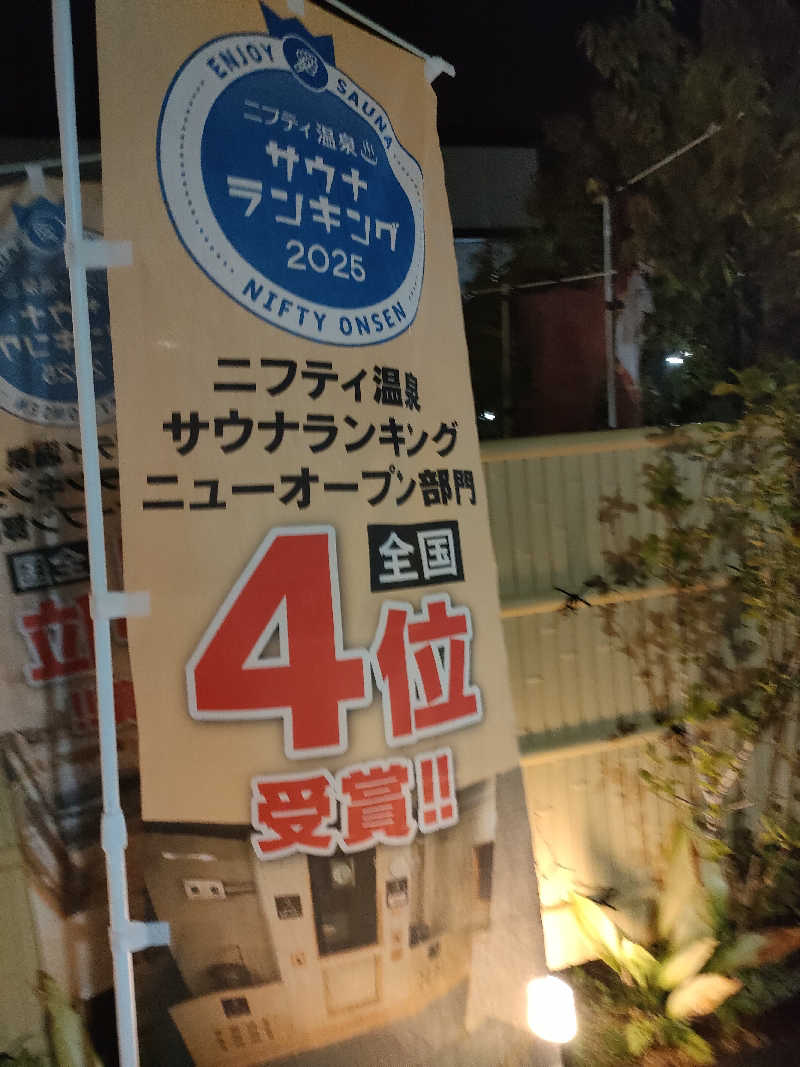 ENJOY SAUNA
ニフティ温泉
サウナ
ランキング
2025
NIFTY ONSEN
ニフティ温泉
サウナランキング
ニューオープン部門
全国
4位
受賞!!